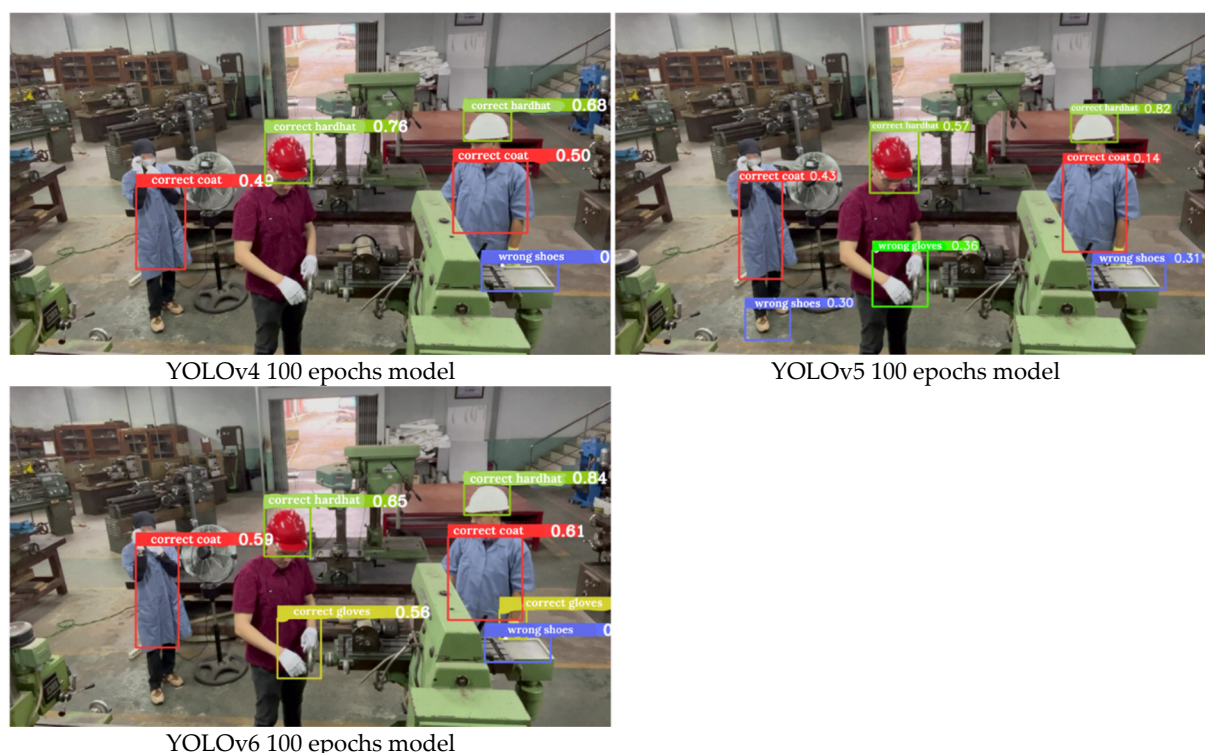 correct hardhat 0.68
correct hardhat 0.76
correct coat 0.50
correct coat 0.49
wrong shoes 0
YOLOv4 100 epochs model
correct hardhat 0.82
correct hardhat 0.57
correct coat 0.14
correct coat 0.43
wrong gloves 0.36
wrong shoes 0.31
wrong shoes 0.30
YOLOv5 100 epochs model
correct hardhat 0.84
correct hardhat 0.65
correct coat 0.61
correct coat 0.59
correct gloves
correct gloves 0.56
wrong shoes 0
YOLOv6 100 epochs model